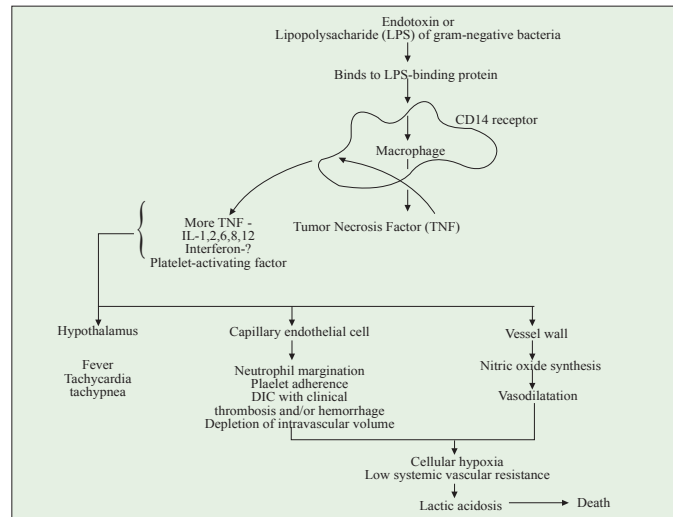 Endotoxin or
Lipopolysacharide (LPS) of gram-negative bacteria
Binds to LPS-binding protein
CD14 receptor
Macrophage
Tumor Necrosis Factor (TNF)
More TNF -
IL-1,2,6,8,12
Interferon-?
Platelet-activating factor
Hypothalamus
Fever
Tachycardia
tachypnea
Capillary endothelial cell
Neutrophil margination
Plaelet adherence
DIC with clinical
thrombosis and/or hemorrhage
Depletion of intravascular volume
Vessel wall
Nitric oxide synthesis
Vasodilatation
Cellular hypoxia
Low systemic vascular resistance
Lactic acidosis
Death